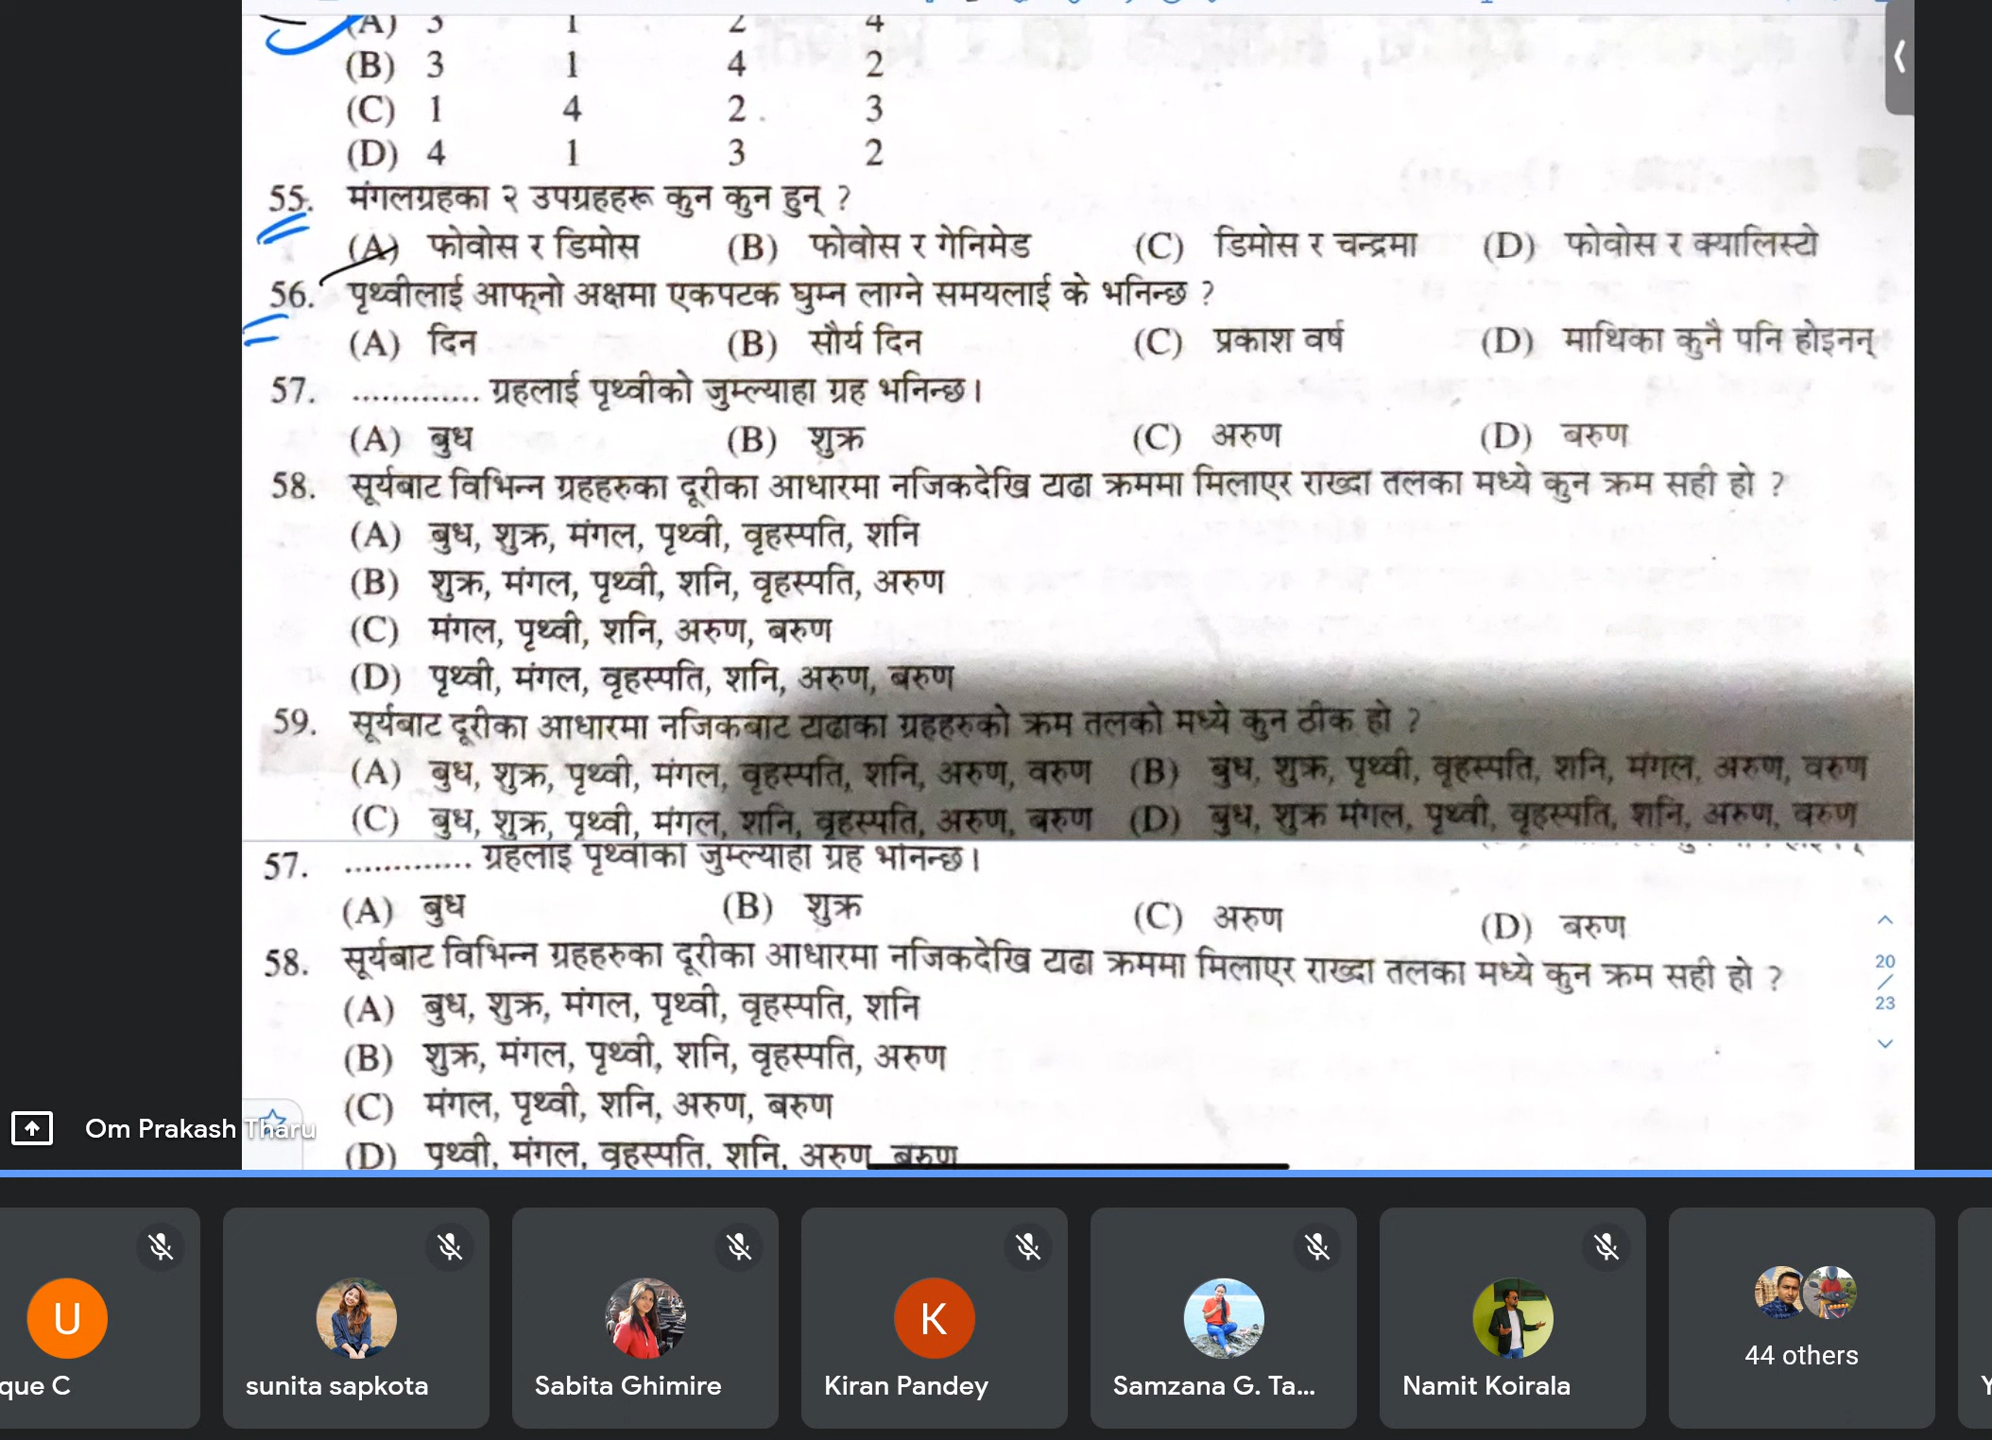 (A) 3 1 2 4
(B) 3 1 4 2
(C) 1 4 2 . 3
(D) 4 1 3 2
55. मंगलग्रहका २ उपग्रहहरू कुन कुन हुन् ?
(A) फोवोस र डिमोस (B) फोवोस र गेनिमेड (C) डिमोस र चन्द्रमा (D) फोवोस र क्यालिस्टो
56. पृथ्वीलाई आफ्नो अक्षमा एकपटक घुम्न लाग्ने समयलाई के भनिन्छ ?
(A) दिन (B) सौर्य दिन (C) प्रकाश वर्ष (D) माथिका कुनै पनि होइनन्
57. ............. ग्रहलाई पृथ्वीको जुम्ल्याहा ग्रह भनिन्छ।
(A) बुध (B) शुक्र (C) अरुण (D) बरुण
58. सूर्यबाट विभिन्न ग्रहहरुका दूरीका आधारमा नजिकदेखि टाढा क्रममा मिलाएर राख्दा तलका मध्ये कुन क्रम सही हो ?
(A) बुध, शुक्र, मंगल, पृथ्वी, वृहस्पति, शनि
(B) शुक्र, मंगल, पृथ्वी, शनि, वृहस्पति, अरुण
(C) मंगल, पृथ्वी, शनि, अरुण, बरुण
(D) पृथ्वी, मंगल, वृहस्पति, शनि, अरुण, बरुण
59. सूर्यबाट दूरीका आधारमा नजिकबाट टाढाका ग्रहहरुको क्रम तलको मध्ये कुन ठीक हो ?
(A) बुध, शुक्र, पृथ्वी, मंगल, वृहस्पति, शनि, अरुण, वरुण (B) बुध, शुक्र, पृथ्वी, वृहस्पति, शनि, मंगल, अरुण, वरुण
(C) बुध, शुक्र, पृथ्वी, मंगल, शनि, वृहस्पति, अरुण, बरुण (D) बुध, शुक्र मंगल, पृथ्वी, वृहस्पति, शनि, अरुण, बरुण
57. ............. ग्रहलाई पृथ्वीको जुम्ल्याहा ग्रह भनिन्छ।
(A) बुध (B) शुक्र (C) अरुण (D) बरुण
58. सूर्यबाट विभिन्न ग्रहहरुका दूरीका आधारमा नजिकदेखि टाढा क्रममा मिलाएर राख्दा तलका मध्ये कुन क्रम सही हो ?
(A) बुध, शुक्र, मंगल, पृथ्वी, वृहस्पति, शनि
(B) शुक्र, मंगल, पृथ्वी, शनि, वृहस्पति, अरुण
(C) मंगल, पृथ्वी, शनि, अरुण, बरुण
(D) पृथ्वी, मंगल, वृहस्पति, शनि, अरुण, बरुण
20
/
23
Om Prakash Tharu
U
K
que C
sunita sapkota
Sabita Ghimire
Kiran Pandey
Samzana G. Ta...
Namit Koirala
44 others
Y